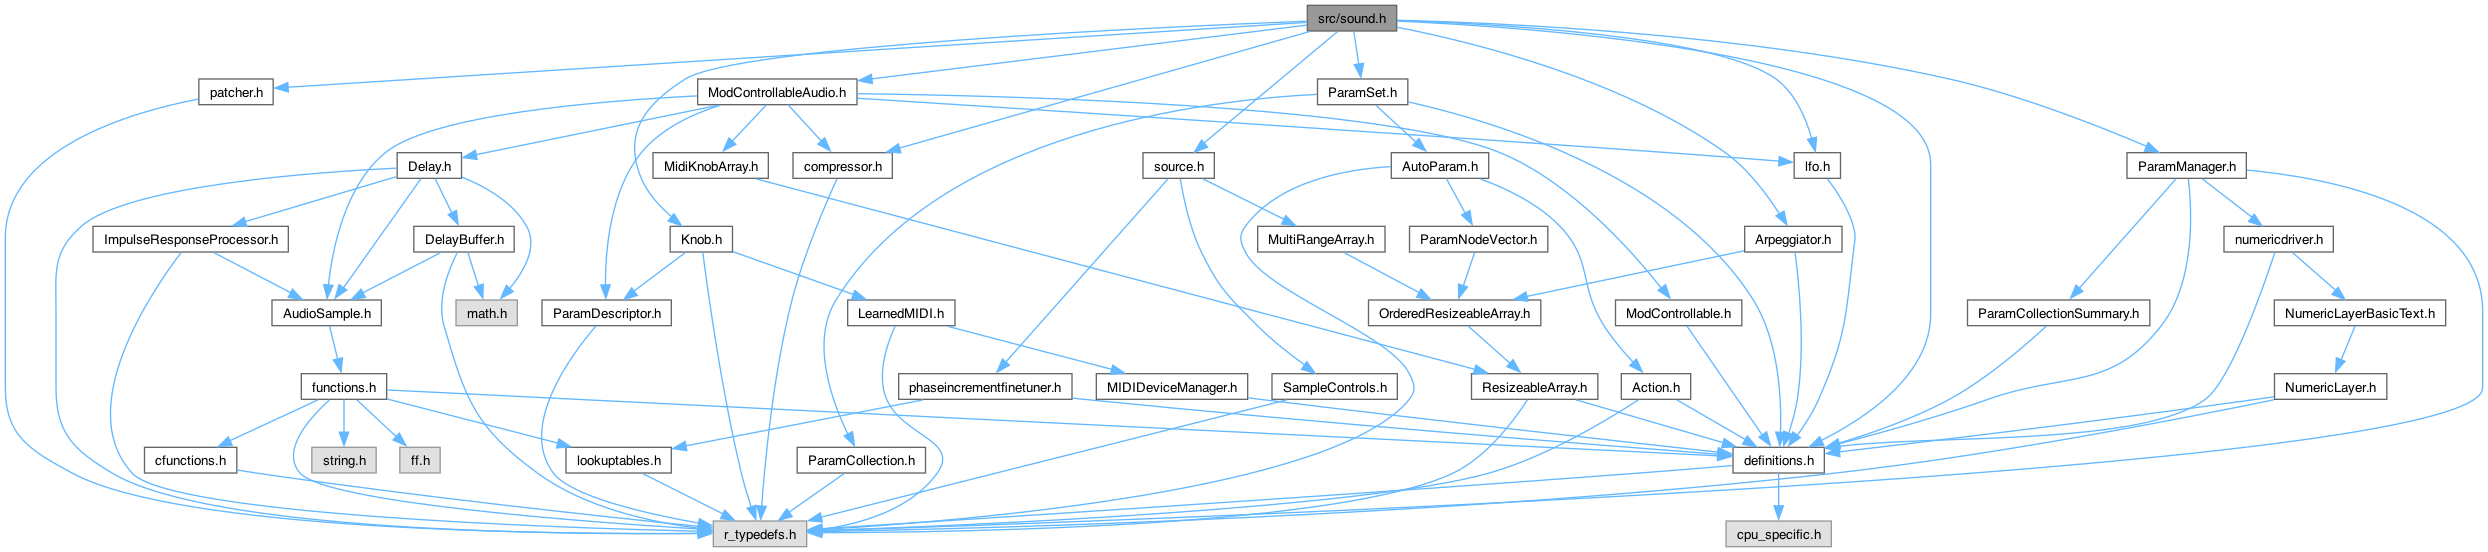 src/sound.h
patcher.h
ModControllableAudio.h
ParamSet.h
Delay.h
MidiKnobArray.h
compressor.h
source.h
AutoParam.h
lfo.h
ParamManager.h
ImpulseResponseProcessor.h
DelayBuffer.h
Knob.h
MultiRangeArray.h
ParamNodeVector.h
Arpeggiator.h
numericdriver.h
AudioSample.h
math.h
ParamDescriptor.h
LearnedMIDI.h
OrderedResizeableArray.h
ModControllable.h
ParamCollectionSummary.h
NumericLayerBasicText.h
functions.h
phaseincrementfinetuner.h
MIDIDeviceManager.h
SampleControls.h
ResizeableArray.h
Action.h
NumericLayer.h
cfunctions.h
string.h
ff.h
lookuptables.h
ParamCollection.h
definitions.h
r_typedefs.h
cpu_specific.h